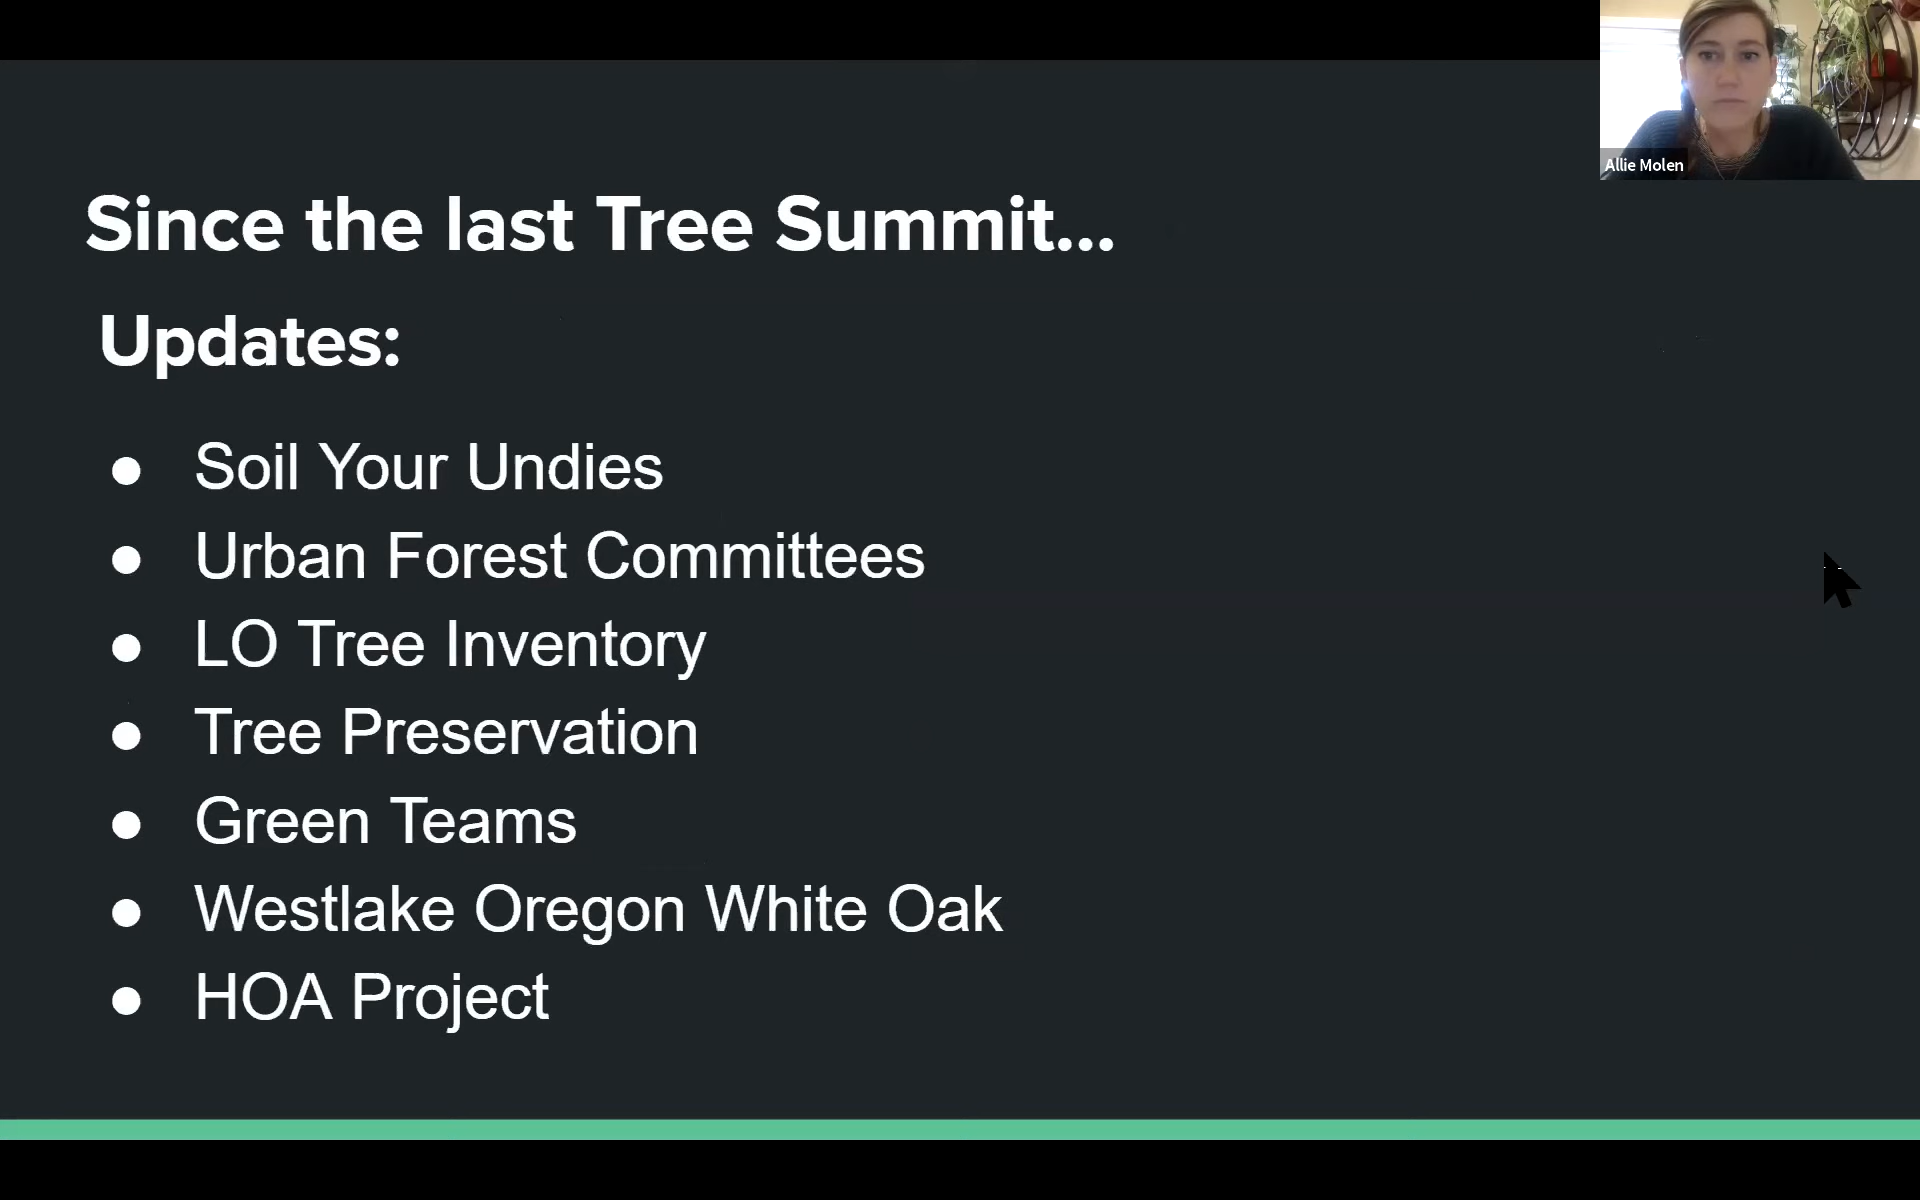 Allie Molen
Since the last Tree Summit...
Updates:
● Soil Your Undies
● Urban Forest Committees
● LO Tree Inventory
● Tree Preservation
● Green Teams
● Westlake Oregon White Oak
● HOA Project